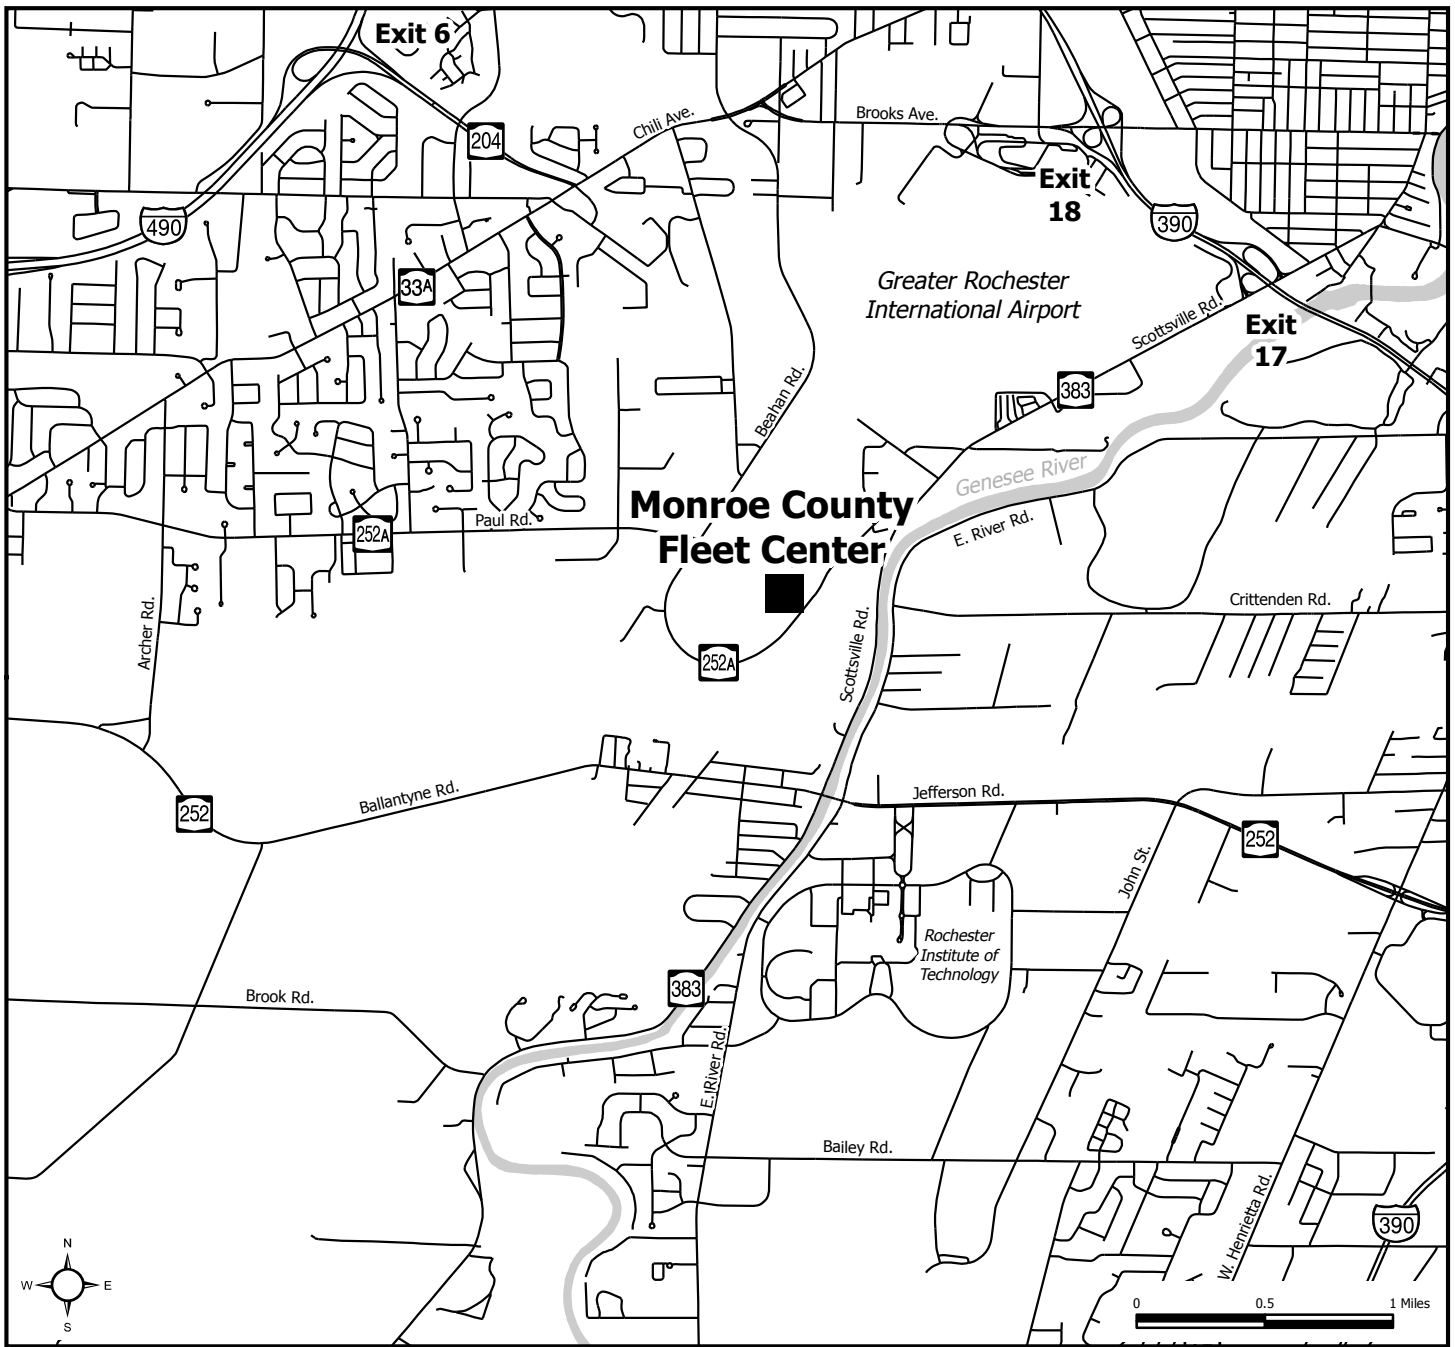 Exit 6
204
Chili Ave.
Brooks Ave.
Exit
18
490
390
33A
Greater Rochester
International Airport
Scottsville Rd.
Exit
17
383
Beahan Rd.
Genesee River
Monroe County
Fleet Center
Paul Rd.
252A
E. River Rd.
Crittenden Rd.
Archer Rd.
Scottsville Rd.
252A
252
Ballantyne Rd.
Jefferson Rd.
252
John St.
Rochester
Institute of
Technology
383
Brook Rd.
E. River Rd.
Bailey Rd.
W. Henrietta Rd.
390
N
W
E
S
0
0.5
1 Miles